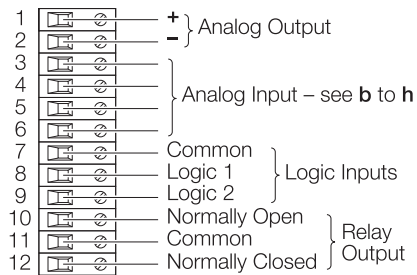 1 +
2 – Analog Output
3
4
5 Analog Input – see b to h
6
7 Common
8 Logic 1 Logic Inputs
9 Logic 2
10 Normally Open
11 Common Relay Output
12 Normally Closed